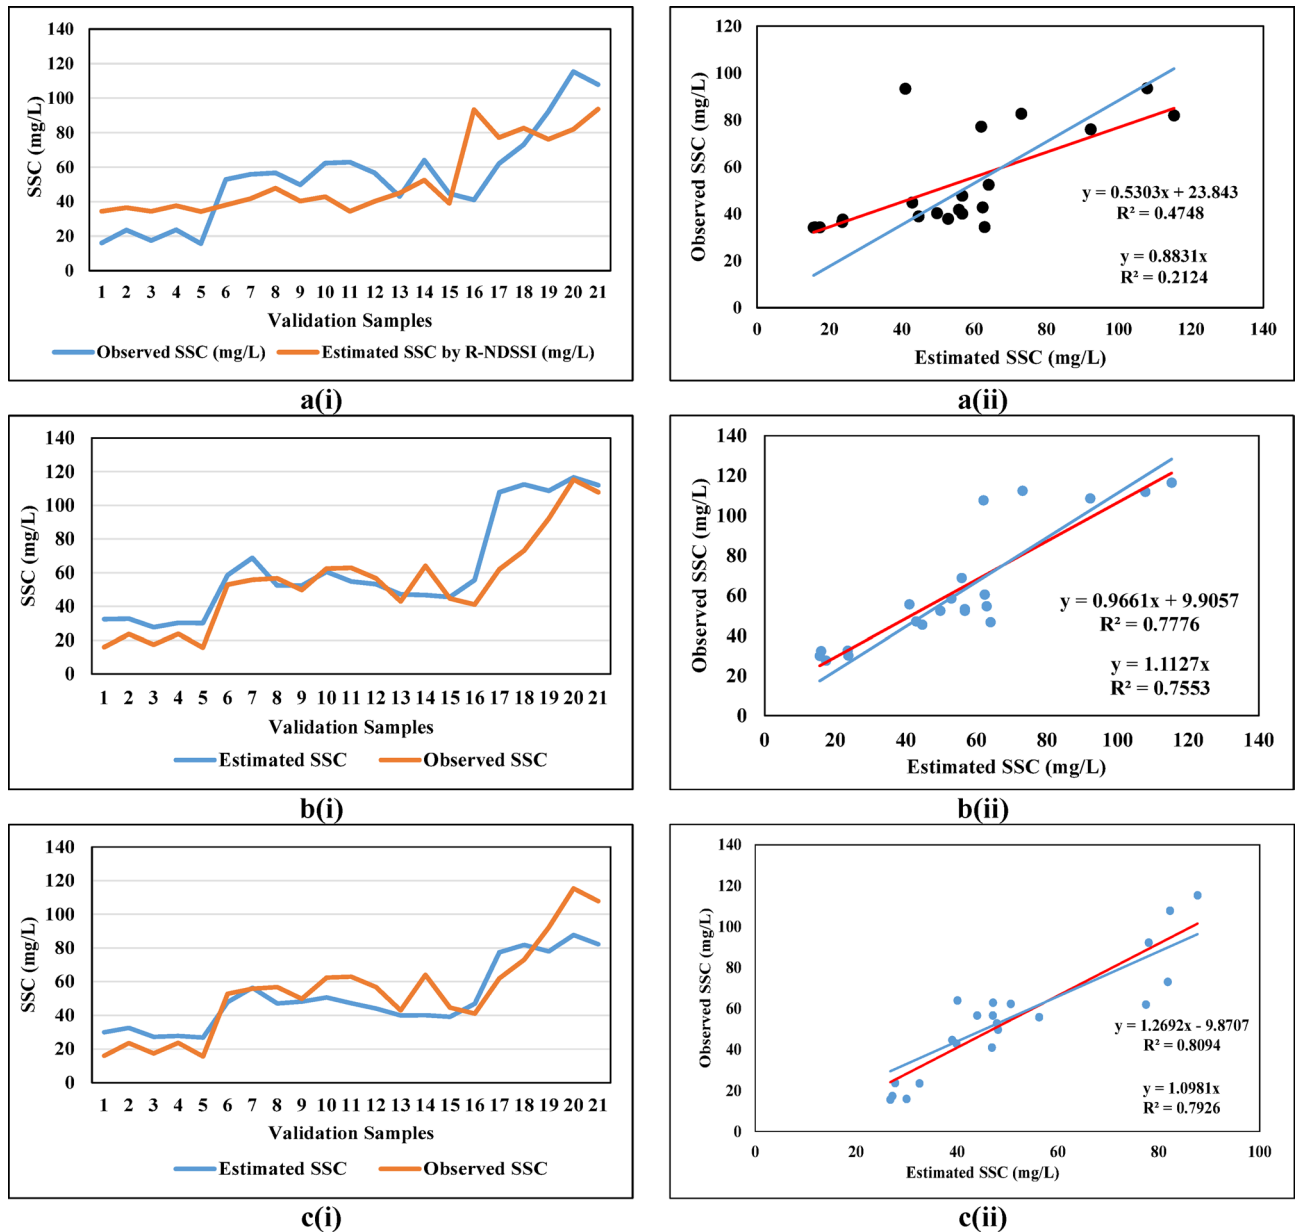 140
120
100
80
60
40
20
0
SSC (mg/L)
1 2 3 4 5 6 7 8 9 10 11 12 13 14 15 16 17 18 19 20 21
Validation Samples
Observed SSC (mg/L) Estimated SSC by R-NDSSI (mg/L)
a(i)
120
100
80
60
40
20
0
Observed SSC (mg/L)
y = 0.5303x + 23.843
R² = 0.4748
y = 0.8831x
R² = 0.2124
0 20 40 60 80 100 120 140
Estimated SSC (mg/L)
a(ii)
140
120
100
80
60
40
20
0
SSC (mg/L)
1 2 3 4 5 6 7 8 9 10 11 12 13 14 15 16 17 18 19 20 21
Validation Samples
Estimated SSC Observed SSC
b(i)
140
120
100
80
60
40
20
0
Observed SSC (mg/L)
y = 0.9661x + 9.9057
R² = 0.7776
y = 1.1127x
R² = 0.7553
0 20 40 60 80 100 120 140
Estimated SSC (mg/L)
b(ii)
140
120
100
80
60
40
20
0
SSC (mg/L)
1 2 3 4 5 6 7 8 9 10 11 12 13 14 15 16 17 18 19 20 21
Validation Samples
Estimated SSC Observed SSC
c(i)
140
120
100
80
60
40
20
0
Observed SSC (mg/L)
y = 1.2692x - 9.8707
R² = 0.8094
y = 1.0981x
R² = 0.7926
0 20 40 60 80 100
Estimated SSC (mg/L)
c(ii)